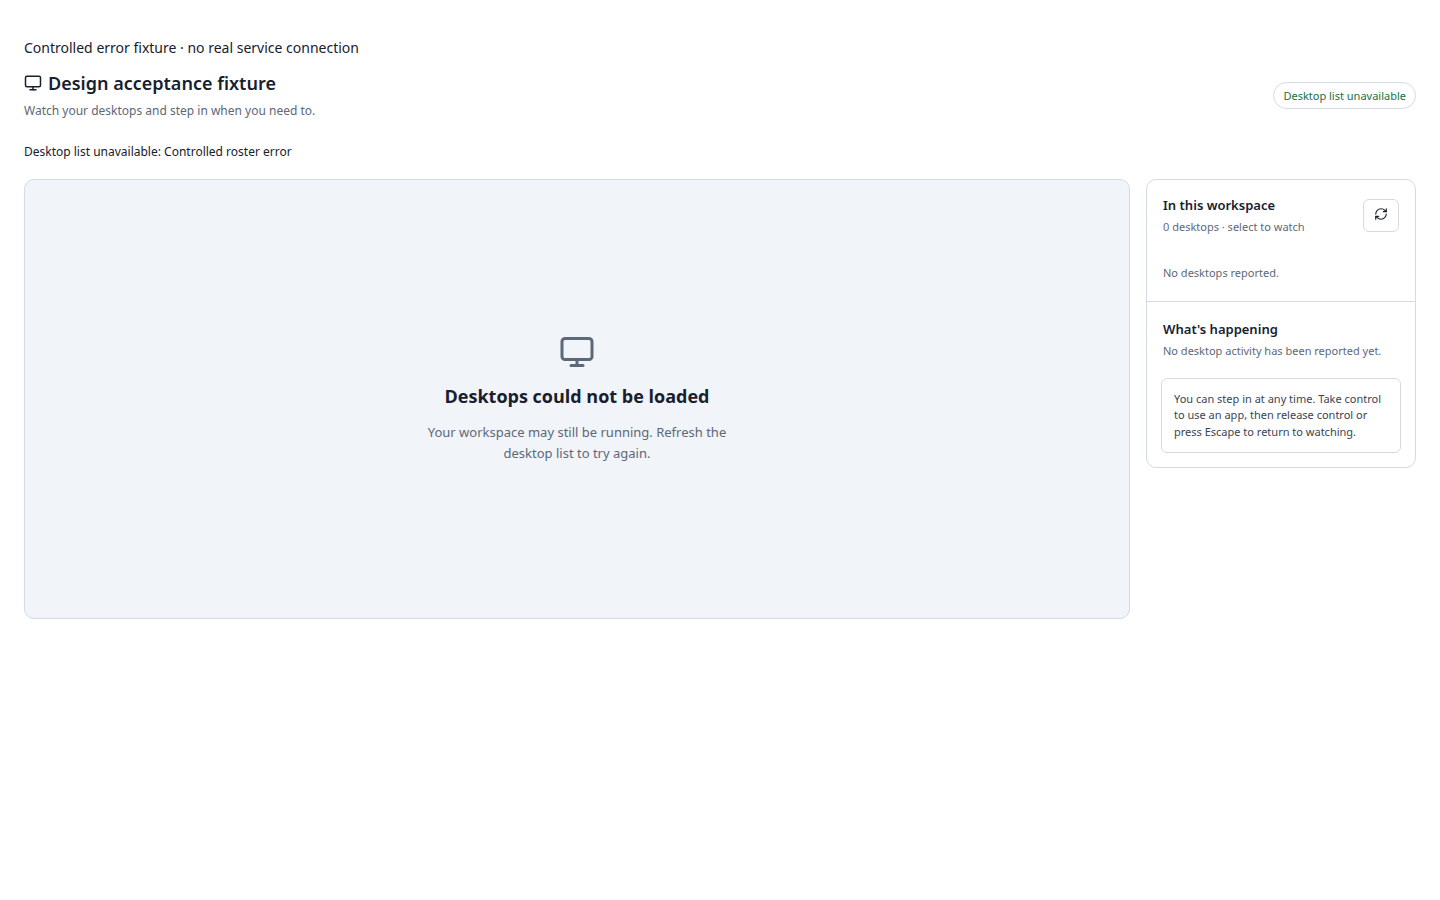 Controlled error fixture · no real service connection
Design acceptance fixture
Watch your desktops and step in when you need to.
Desktop list unavailable
Desktop list unavailable: Controlled roster error
Desktops could not be loaded
Your workspace may still be running. Refresh the
desktop list to try again.
In this workspace
0 desktops · select to watch
No desktops reported.
What's happening
No desktop activity has been reported yet.
You can step in at any time. Take control
to use an app, then release control or
press Escape to return to watching.